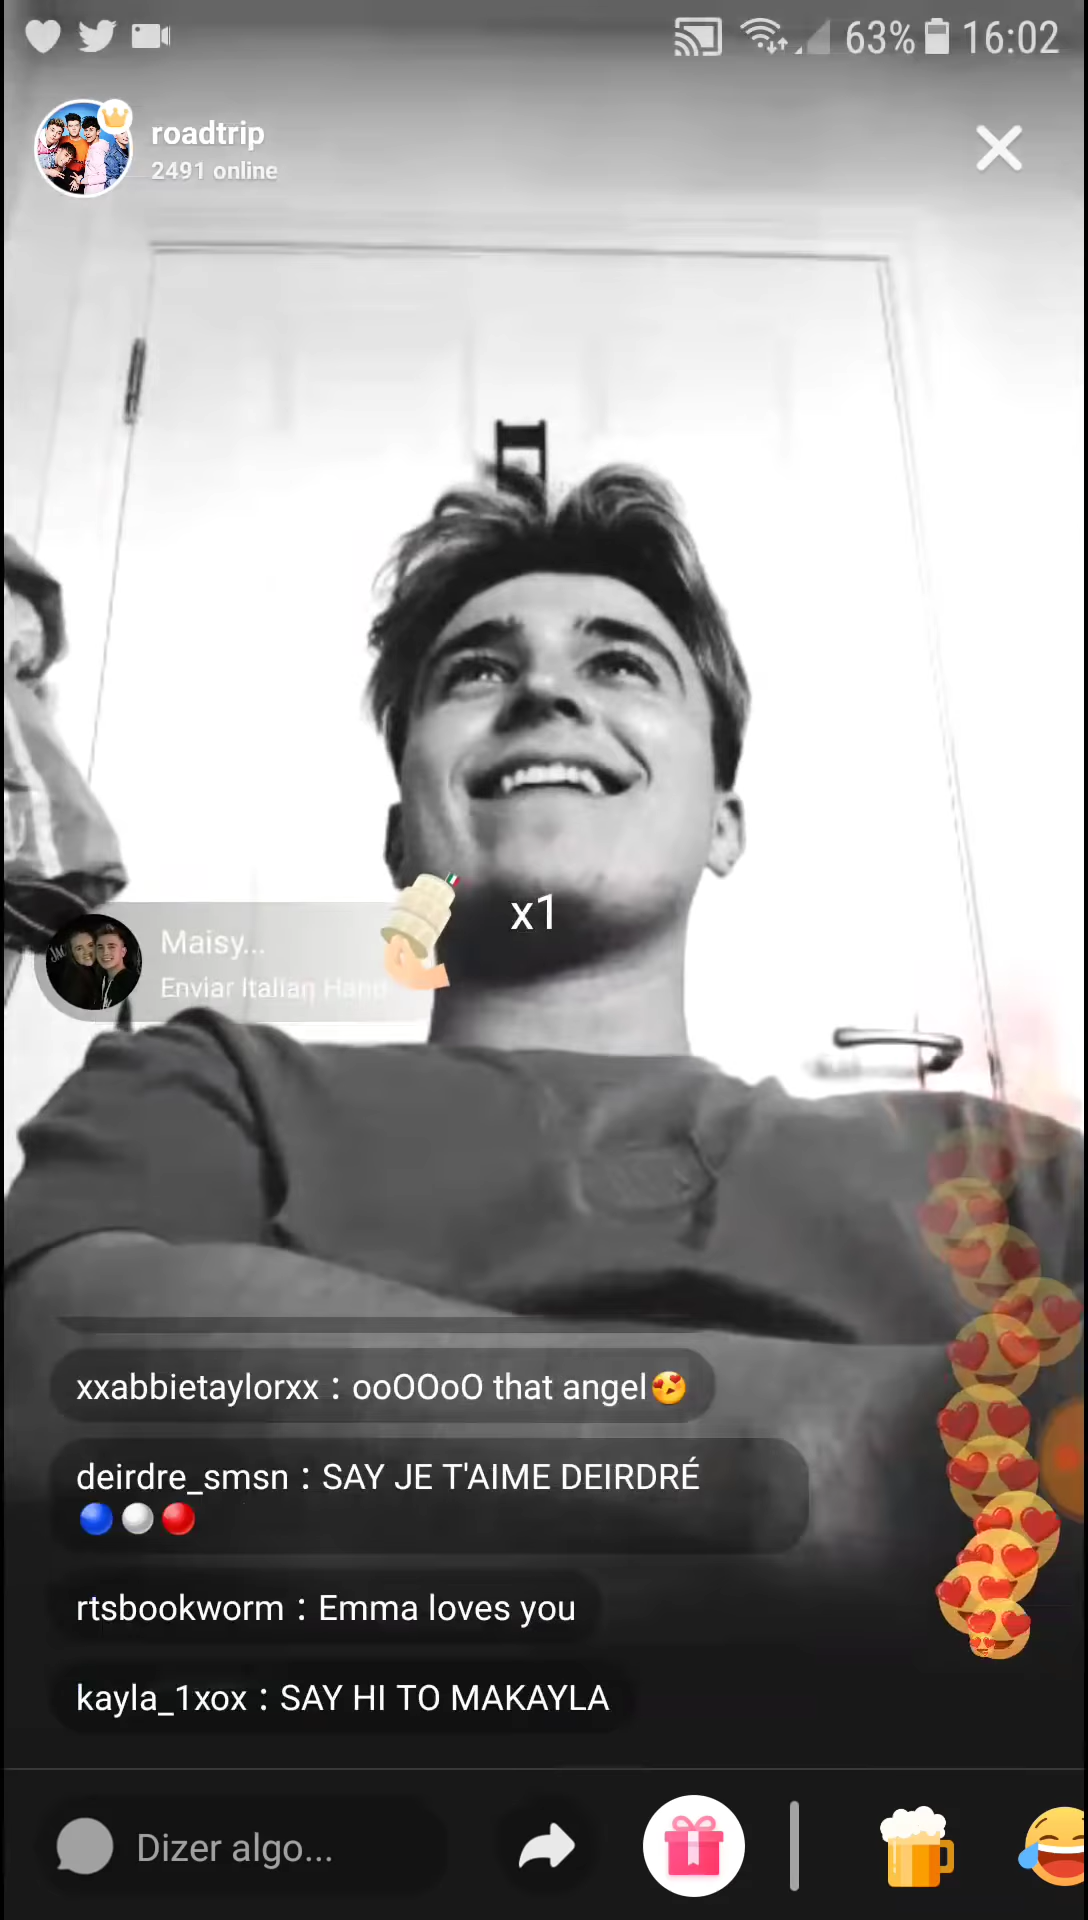 63% 16:02
roadtrip
2491 online
x1
Maisy...
Enviar Italian Hand
xxabbietaylorxx : ooOOoO that angel😍
deirdre_smsn : SAY JE T'AIME DEIRDRÉ
🔵⚪🔴
rtsbookworm : Emma loves you
kayla_1xox : SAY HI TO MAKAYLA
Dizer algo...